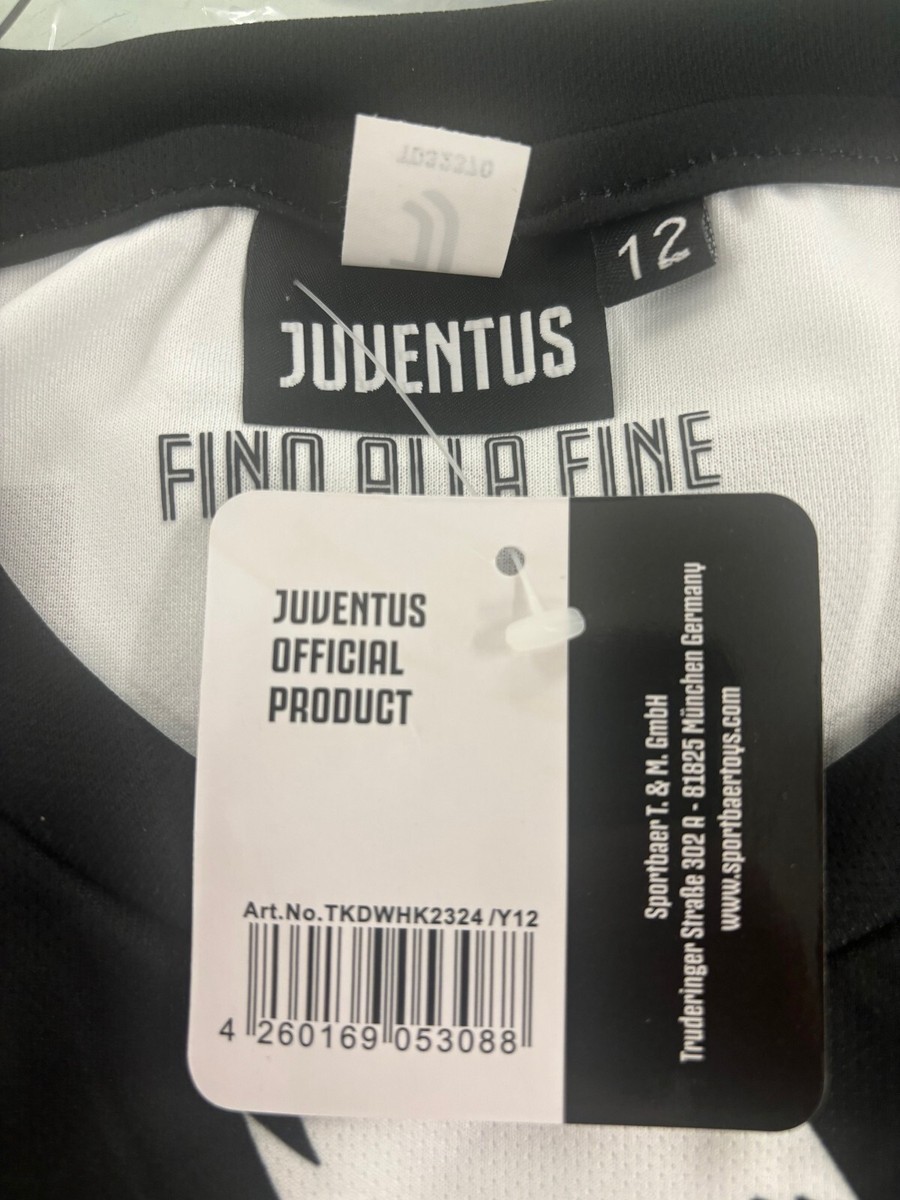 TD32370
12
JUVENTUS
FINO ALLA FINE
JUVENTUS
OFFICIAL
PRODUCT
Art.No.TKDWHK2324 /Y12
4 260169 053088
Sportbaer T. & M. GmbH
Truderinger Straße 302 A - 81825 München Germany
www.sportbaertoys.com